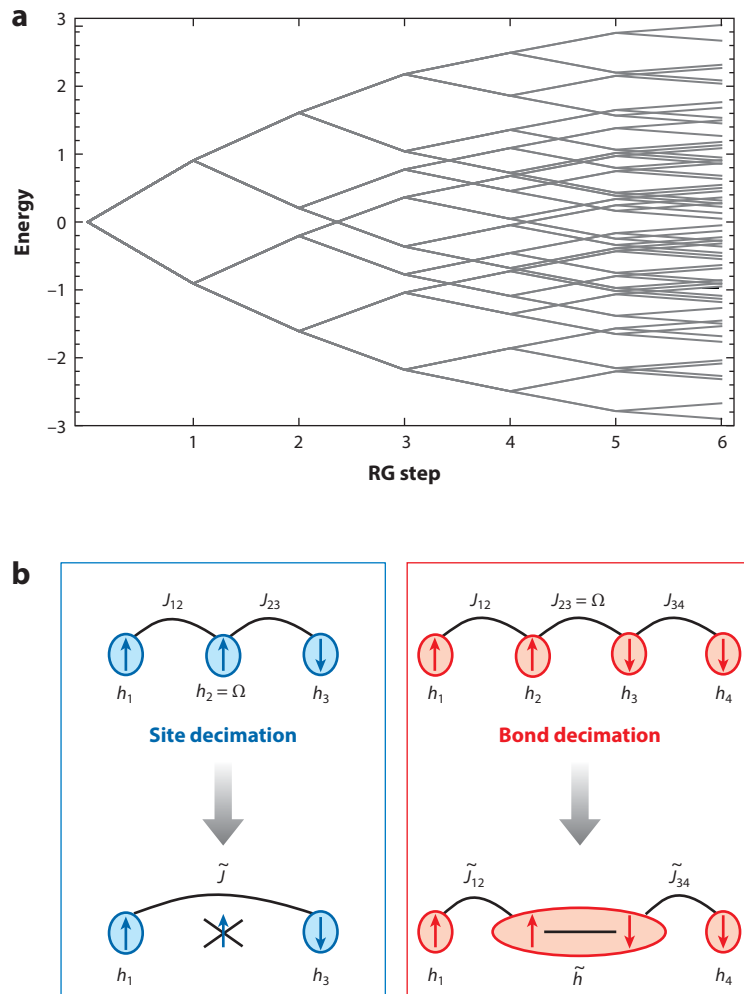 a
3
2
1
0
−1
−2
−3
Energy
1 2 3 4 5 6
RG step
b
J12 J23
h1 h2 = Ω h3
Site decimation
J̃
h1 h3
J12 J23 = Ω J34
h1 h2 h3 h4
Bond decimation
J̃12 J̃34
h1 h̃ h4